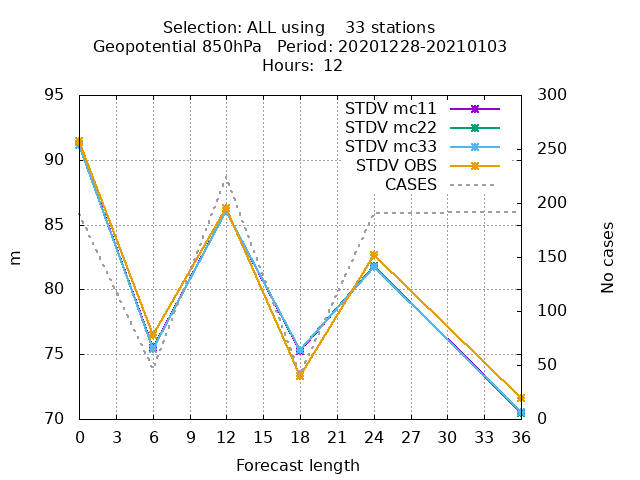 Selection: ALL using    33 stations
Geopotential 850hPa   Period: 20201228-20210103
Hours: 12
95
90
85
80
75
70
m
300
250
200
150
100
50
0
No cases
STDV mc11
STDV mc22
STDV mc33
STDV OBS
CASES
0 3 6 9 12 15 18 21 24 27 30 33 36
Forecast length